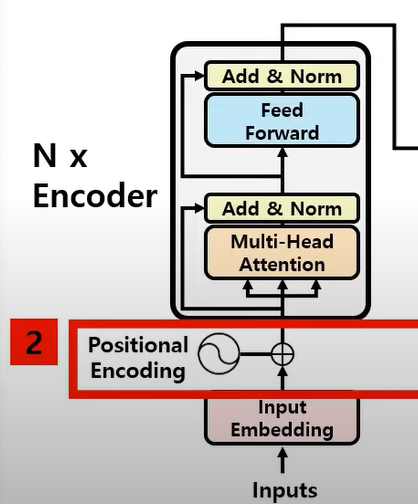 Add & Norm
Feed
Forward
N x
Encoder
Add & Norm
Multi-Head
Attention
2
Positional
Encoding
Input
Embedding
Inputs